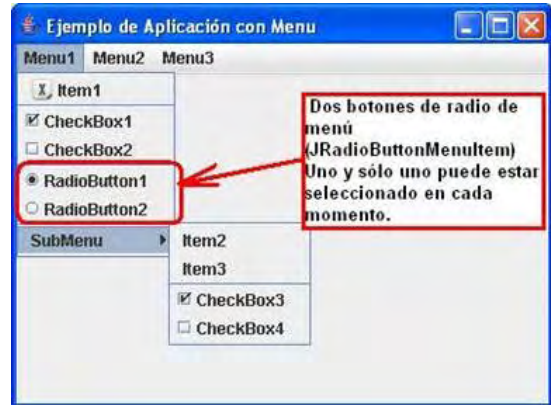 Ejemplo de Aplicación con Menu
Menu1 Menu2 Menu3
Item1
CheckBox1
CheckBox2
RadioButton1
RadioButton2
SubMenu
Item2
Item3
CheckBox3
CheckBox4
Dos botones de radio de
menú
(JRadioButtonMenuItem)
Uno y sólo uno puede estar
seleccionado en cada
momento.